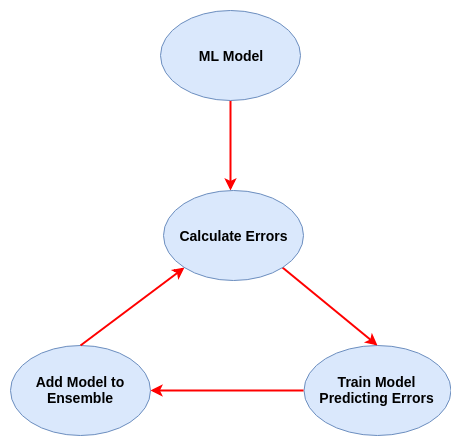 ML Model
Calculate Errors
Add Model to
Ensemble
Train Model
Predicting Errors